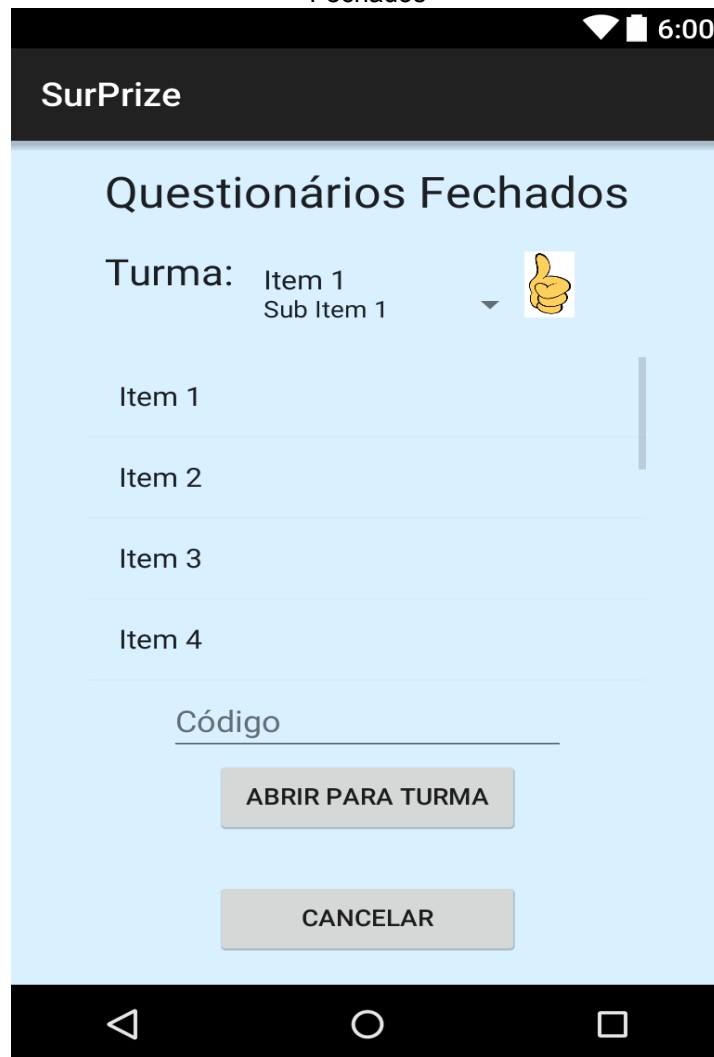 Fechados
6:00
SurPrize
Questionários Fechados
Turma:
Item 1
Sub Item 1
Item 1
Item 2
Item 3
Item 4
Código
ABRIR PARA TURMA
CANCELAR